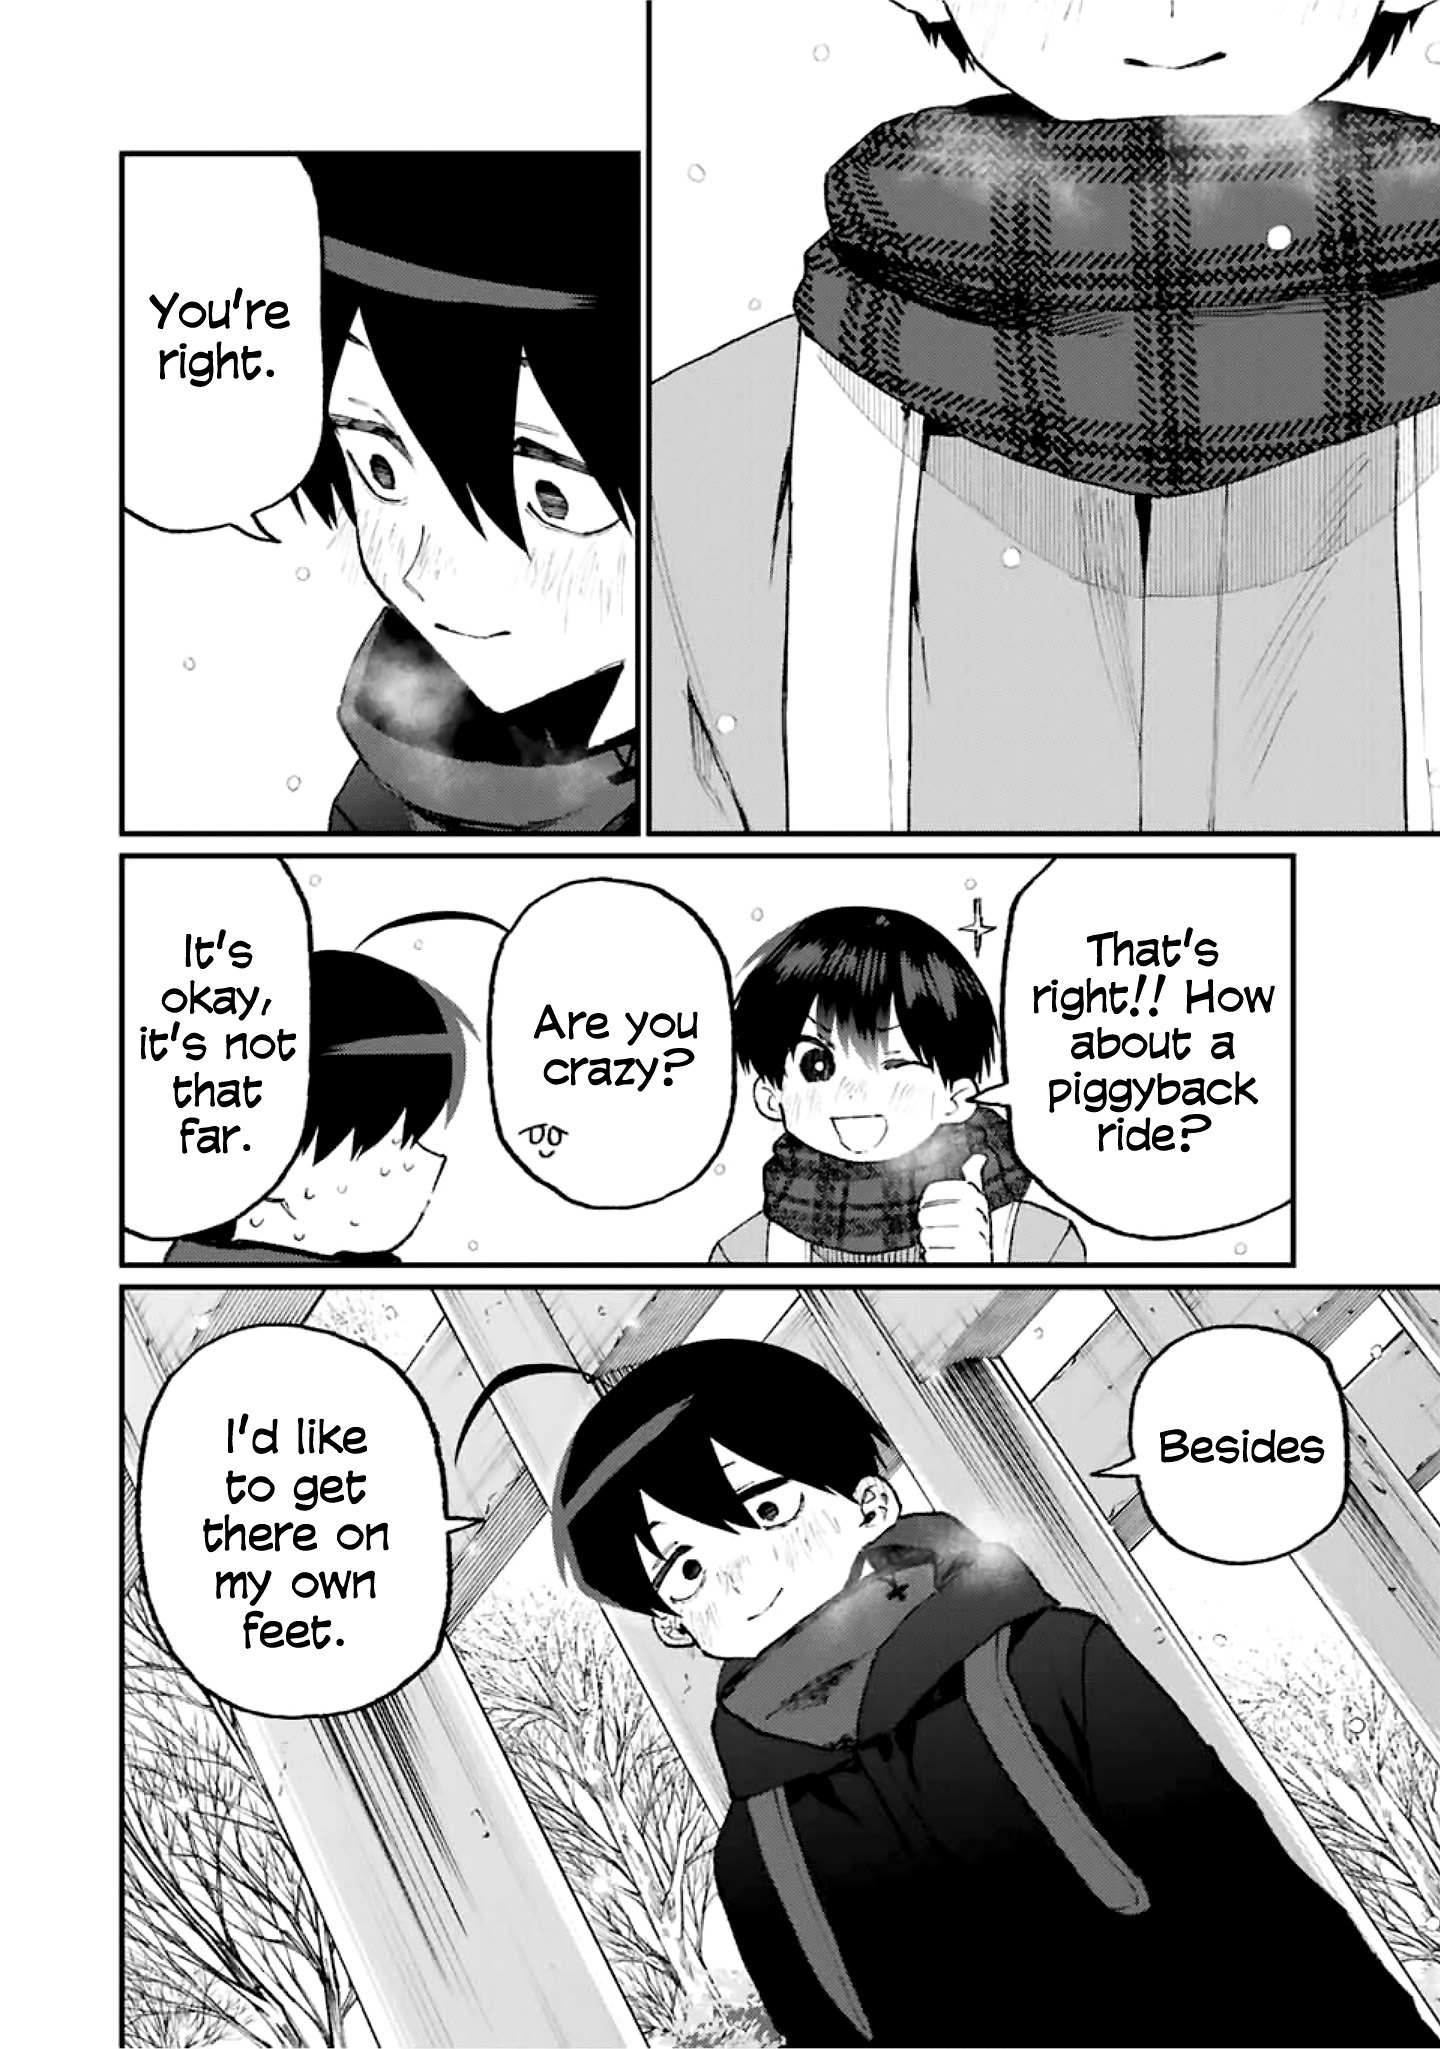 You're
right.
That's
right!! How
about a
piggyback
ride?
Are you
crazy?
It's
okay,
it's not
that
far.
Besides
I'd like
to get
there on
my own
feet.